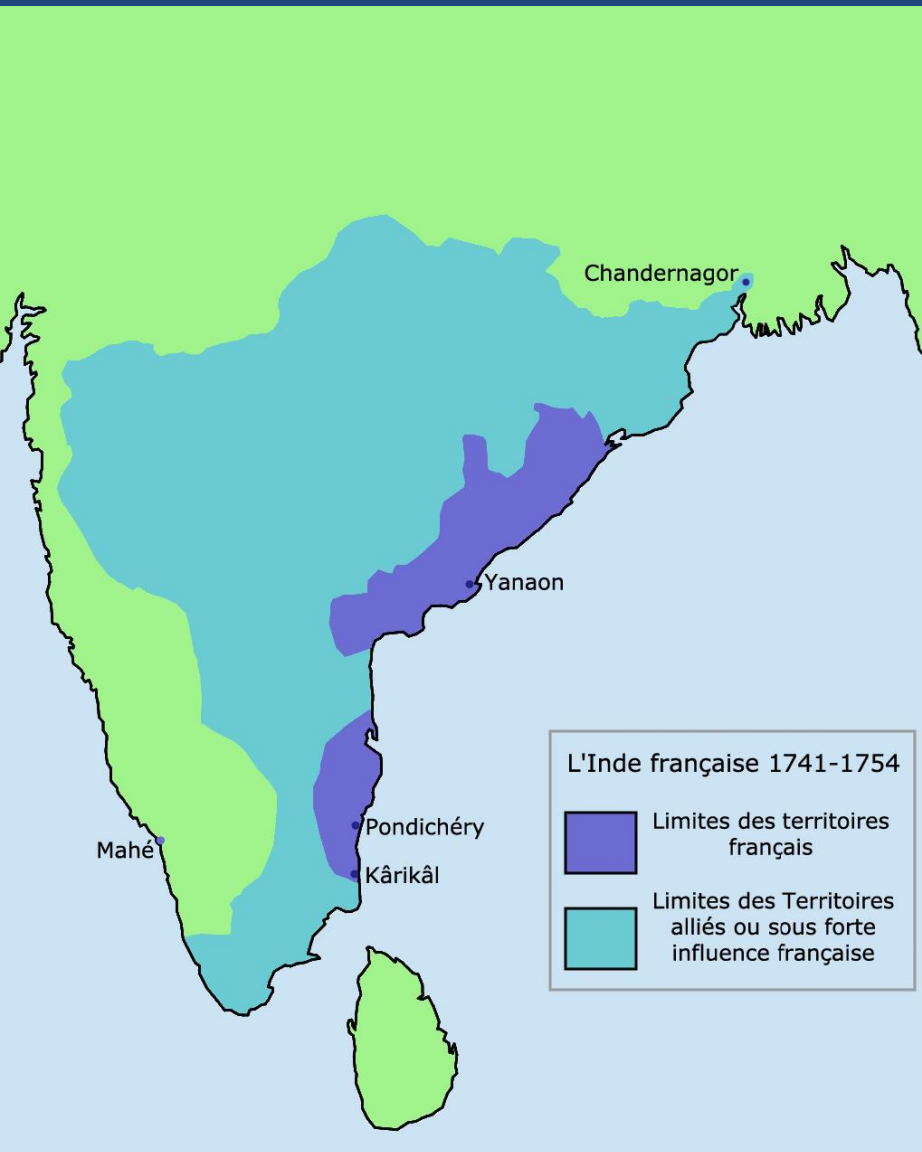 Chandernagor
Yanaon
L'Inde française 1741-1754
Limites des territoires
français
Pondichéry
Mahé
Kârikâl
Limites des Territoires
alliés ou sous forte
influence française